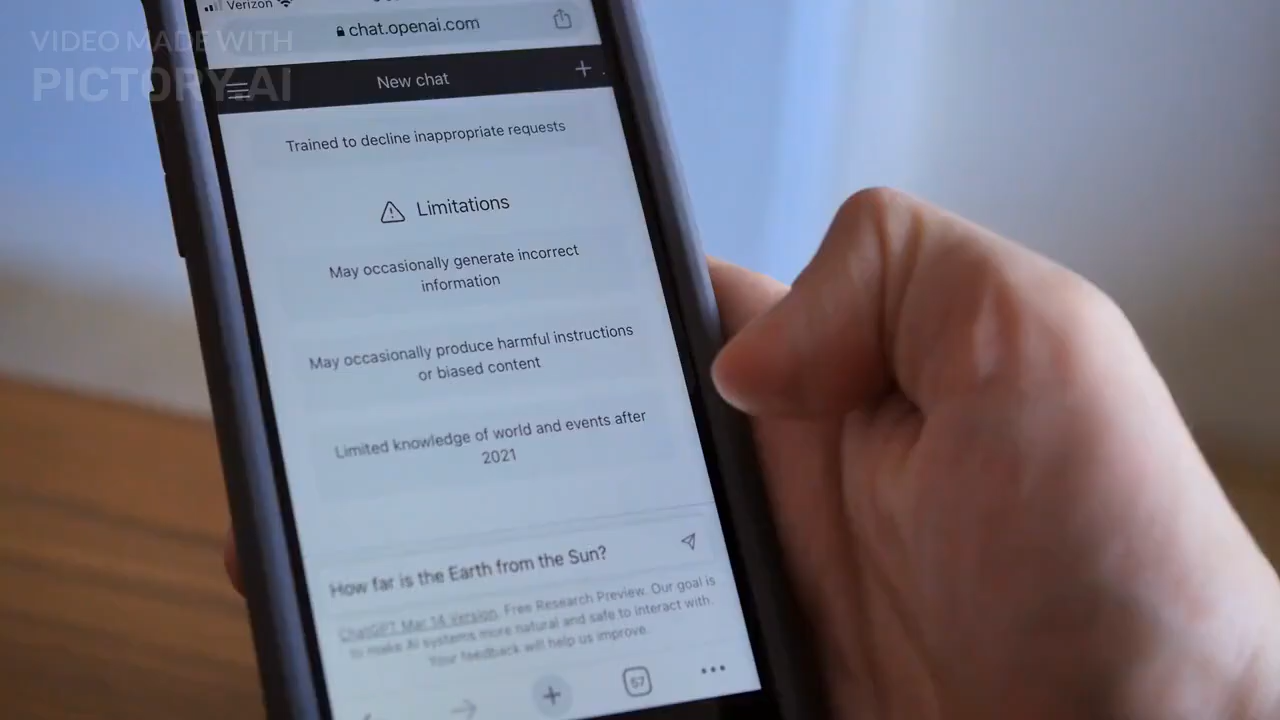 Verizon
VIDEO MADE WITH
PICTORY.AI
chat.openai.com
New chat
Trained to decline inappropriate requests
Limitations
May occasionally generate incorrect
information
May occasionally produce harmful instructions
or biased content
Limited knowledge of world and events after
2021
How far is the Earth from the Sun?
ChatGPT Mar 14 Version. Free Research Preview. Our goal is
to make AI systems more natural and safe to interact with.
Your feedback will help us improve.
57